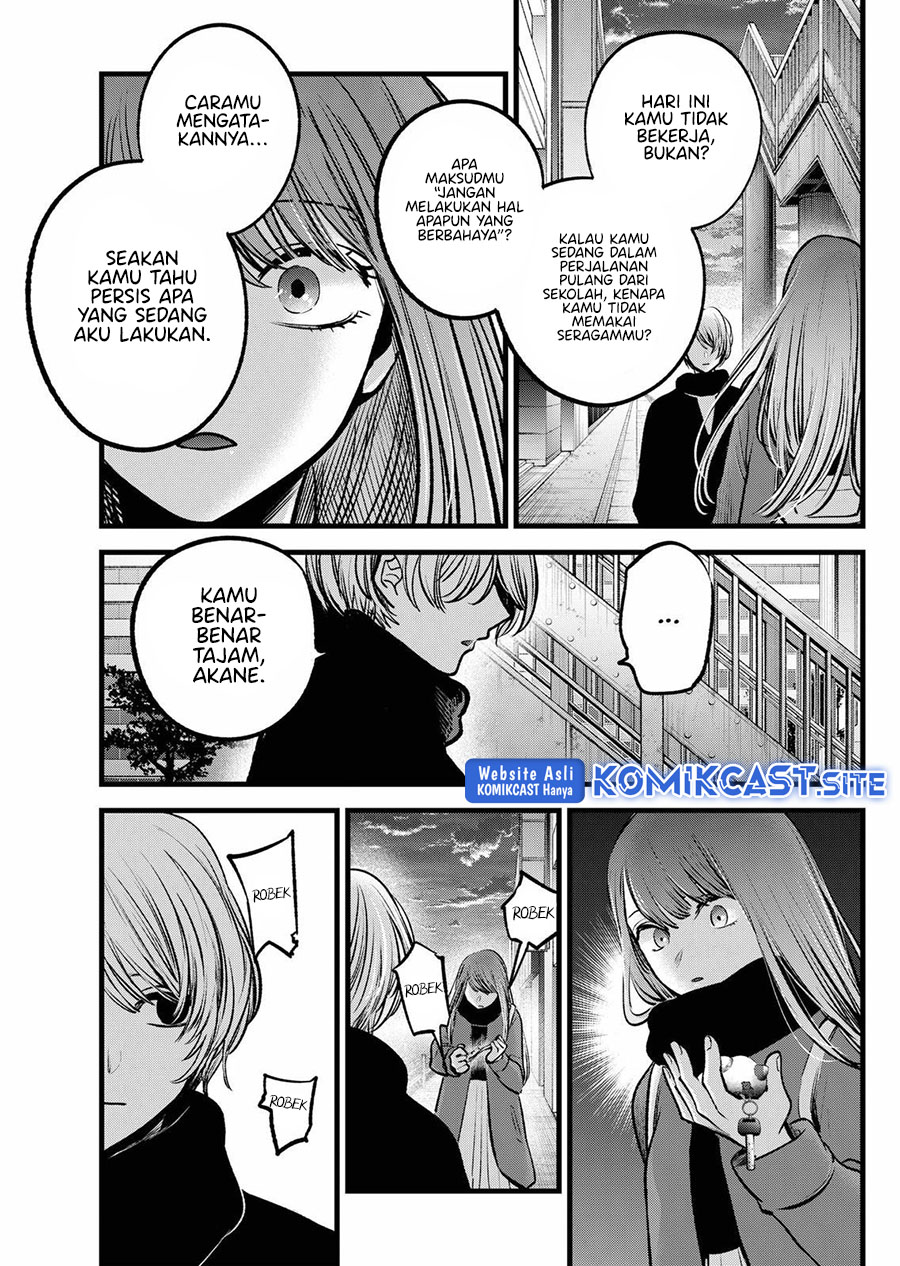 HARI INI
KAMU TIDAK
BEKERJA,
BUKAN?
KALAU KAMU
SEDANG DALAM
PERJALANAN
PULANG DARI
SEKOLAH, KENAPA
KAMU TIDAK
MEMAKAI
SERAGAMMU?
APA
MAKSUDMU
“JANGAN
MELAKUKAN HAL
APAPUN YANG
BERBAHAYA”?
CARAMU
MENGATA-
KANNYA...
SEAKAN
KAMU TAHU
PERSIS APA
YANG SEDANG
AKU LAKUKAN.
...
KAMU
BENAR-
BENAR
TAJAM,
AKANE.
Website Asli
KOMIKCAST Hanya
KOMIKCAST.SITE
ROBEK
ROBEK
ROBEK
ROBEK